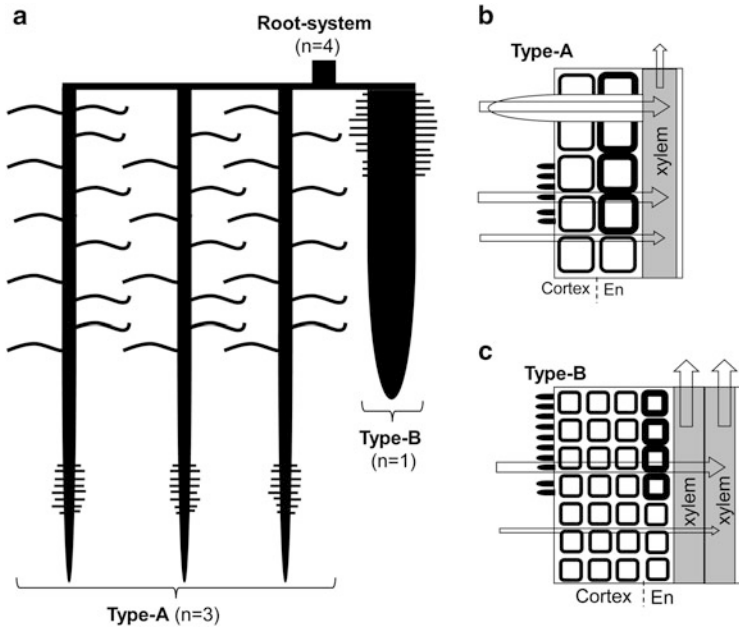 a
Root-system
(n=4)
Type-B
(n=1)
Type-A (n=3)
b
Type-A
xylem
Cortex En
c
Type-B
xylem
xylem
Cortex En